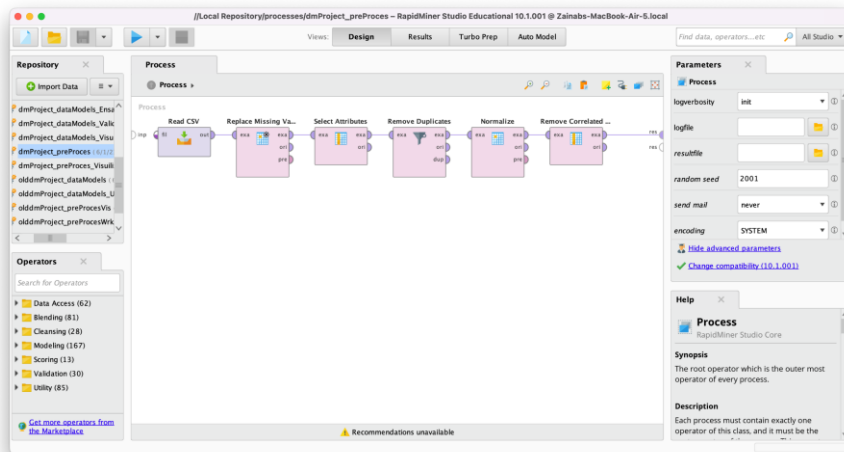 //Local Repository/processes/dmProject_preProces – RapidMiner Studio Educational 10.1.001 @ Zainabs-MacBook-Air-5.local
Views:
Design
Results
Turbo Prep
Auto Model
Find data, operators...etc
All Studio
Repository
Import Data
dmProject_dataModels_Ensa
dmProject_dataModels_Valid
dmProject_dataModels_Visu
dmProject_preProces
dmProject_preProces_Visuali
olddmProject_dataModels
olddmProject_dataModels_U
olddmProject_preProcesVis
olddmProject_preProcesWrk
Operators
Search for Operators
Data Access (62)
Blending (81)
Cleansing (28)
Modeling (167)
Scoring (13)
Validation (30)
Utility (85)
Get more operators from
the Marketplace
Process
Process
Process
inp
Read CSV
fil
out
Replace Missing Va...
exa
exa
ori
pre
Select Attributes
exa
exa
ori
Remove Duplicates
exa
exa
ori
dup
Normalize
exa
exa
ori
pre
Remove Correlated ...
exa
exa
ori
res
res
Recommendations unavailable
Parameters
Process
logverbosity
init
logfile
resultfile
random seed
2001
send mail
never
encoding
SYSTEM
Hide advanced parameters
Change compatibility (10.1.001)
Help
Process
RapidMiner Studio Core
Synopsis
The root operator which is the outer most
operator of every process.
Description
Each process must contain exactly one
operator of this class, and it must be the